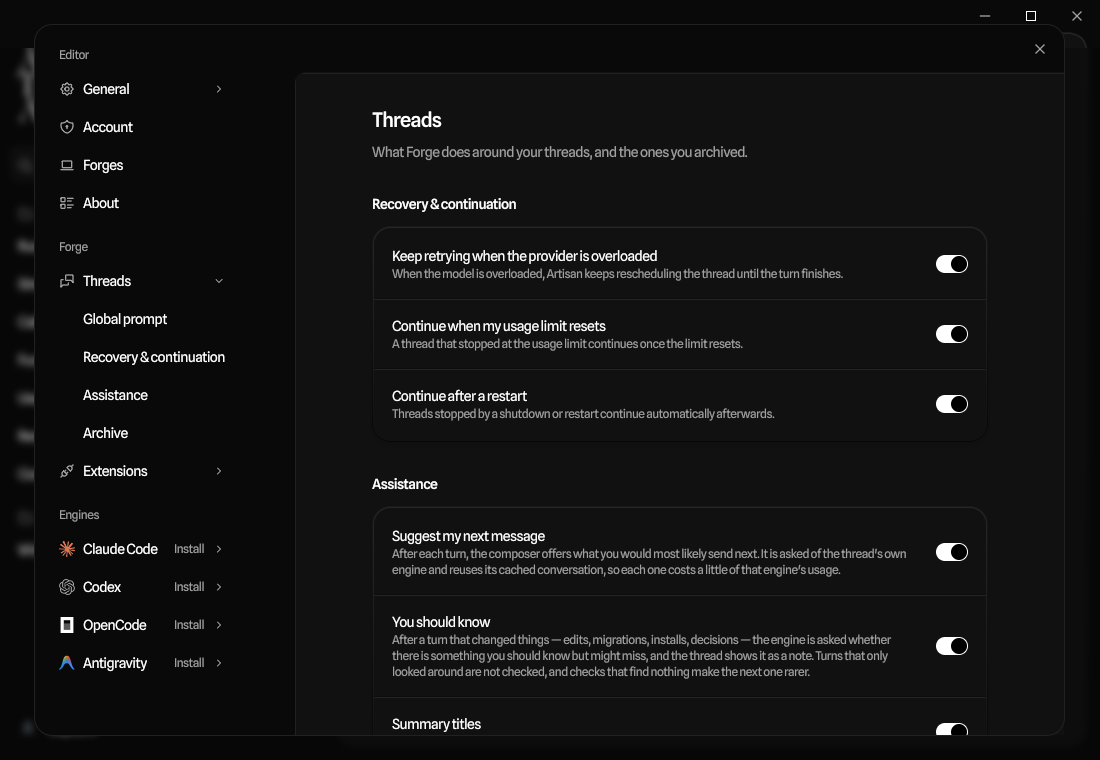 Editor
General
Account
Forges
About
Forge
Threads
Global prompt
Recovery & continuation
Assistance
Archive
Extensions
Engines
Claude Code Install
Codex Install
OpenCode Install
Antigravity Install
Threads
What Forge does around your threads, and the ones you archived.
Recovery & continuation
Keep retrying when the provider is overloaded
When the model is overloaded, Artisan keeps rescheduling the thread until the turn finishes.
Continue when my usage limit resets
A thread that stopped at the usage limit continues once the limit resets.
Continue after a restart
Threads stopped by a shutdown or restart continue automatically afterwards.
Assistance
Suggest my next message
After each turn, the composer offers what you would most likely send next. It is asked of the thread's own
engine and reuses its cached conversation, so each one costs a little of that engine's usage.
You should know
After a turn that changed things — edits, migrations, installs, decisions — the engine is asked whether
there is something you should know but might miss, and the thread shows it as a note. Turns that only
looked around are not checked, and checks that find nothing make the next one rarer.
Summary titles